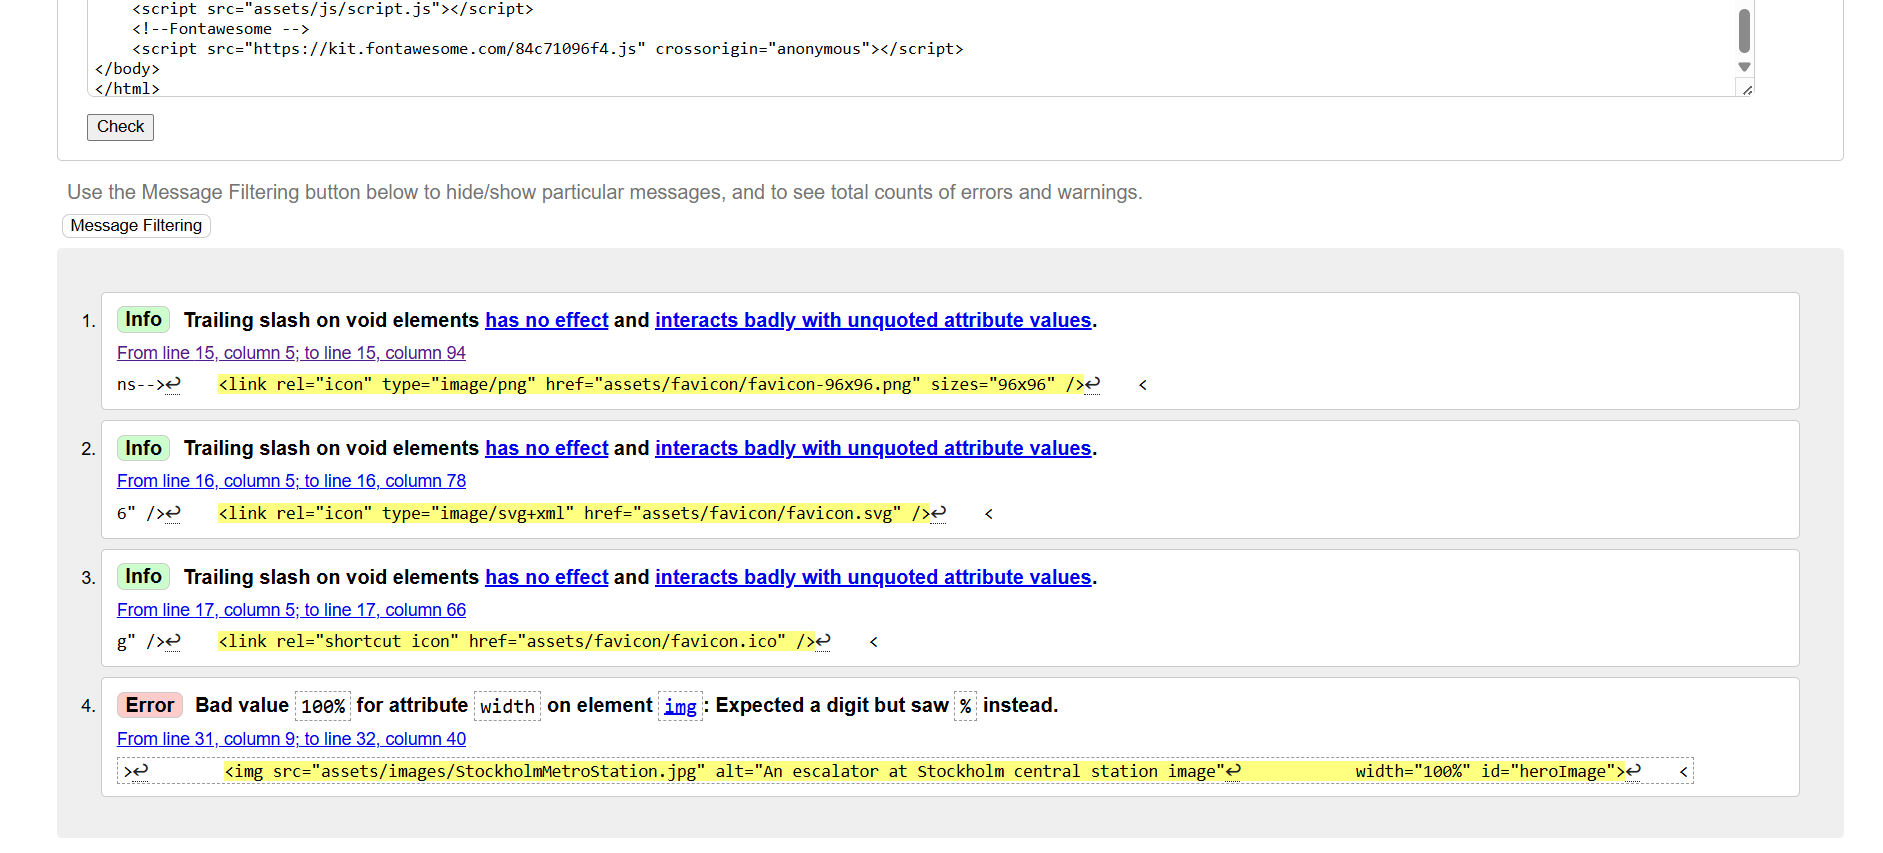 <script src="assets/js/script.js"></script>
<!--Fontawesome -->
<script src="https://kit.fontawesome.com/84c71096f4.js" crossorigin="anonymous"></script>
</body>
</html>
Check
Use the Message Filtering button below to hide/show particular messages, and to see total counts of errors and warnings.
Message Filtering
1. Info Trailing slash on void elements has no effect and interacts badly with unquoted attribute values.
From line 15, column 5; to line 15, column 94
ns-->↩ <link rel="icon" type="image/png" href="assets/favicon/favicon-96x96.png" sizes="96x96" />↩ <
2. Info Trailing slash on void elements has no effect and interacts badly with unquoted attribute values.
From line 16, column 5; to line 16, column 78
6" />↩ <link rel="icon" type="image/svg+xml" href="assets/favicon/favicon.svg" />↩ <
3. Info Trailing slash on void elements has no effect and interacts badly with unquoted attribute values.
From line 17, column 5; to line 17, column 66
g" />↩ <link rel="shortcut icon" href="assets/favicon/favicon.ico" />↩ <
4. Error Bad value 100% for attribute width on element img: Expected a digit but saw % instead.
From line 31, column 9; to line 32, column 40
>↩ <img src="assets/images/StockholmMetroStation.jpg" alt="An escalator at Stockholm central station image"↩ width="100%" id="heroImage">↩ <